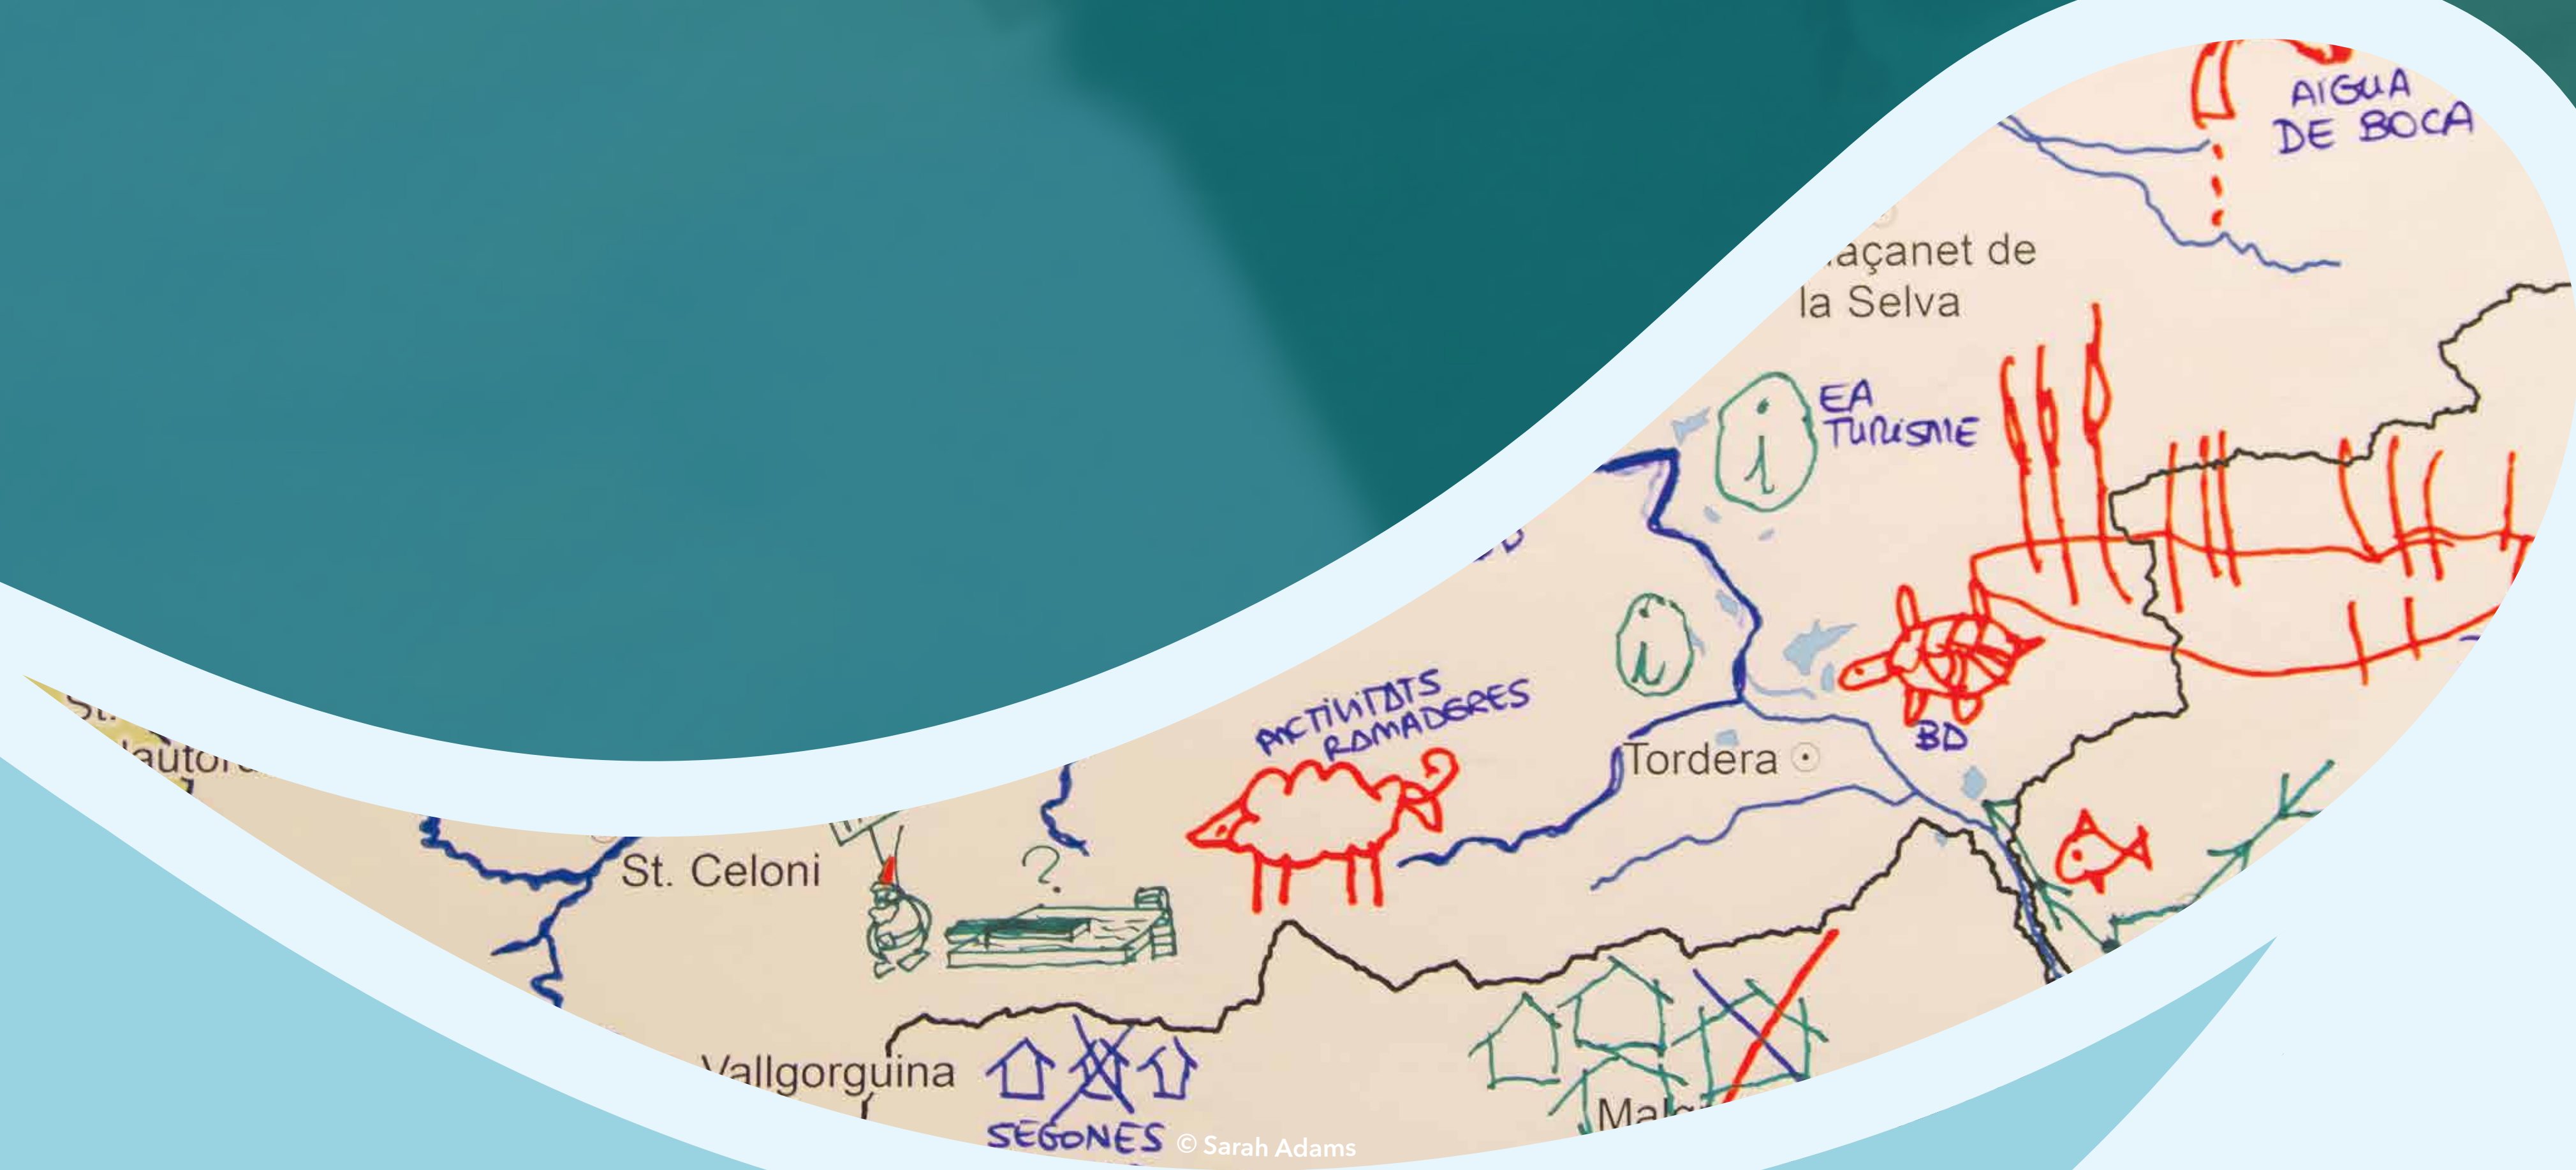 AIGUA
DE BOCA
açanet de
la Selva
EA
TURISME
i
i
ACTIVITATS
RAMADERES
Tordera
BD
St.
St. Celoni
?
Vallgorguina
SEGONES
© Sarah Adams